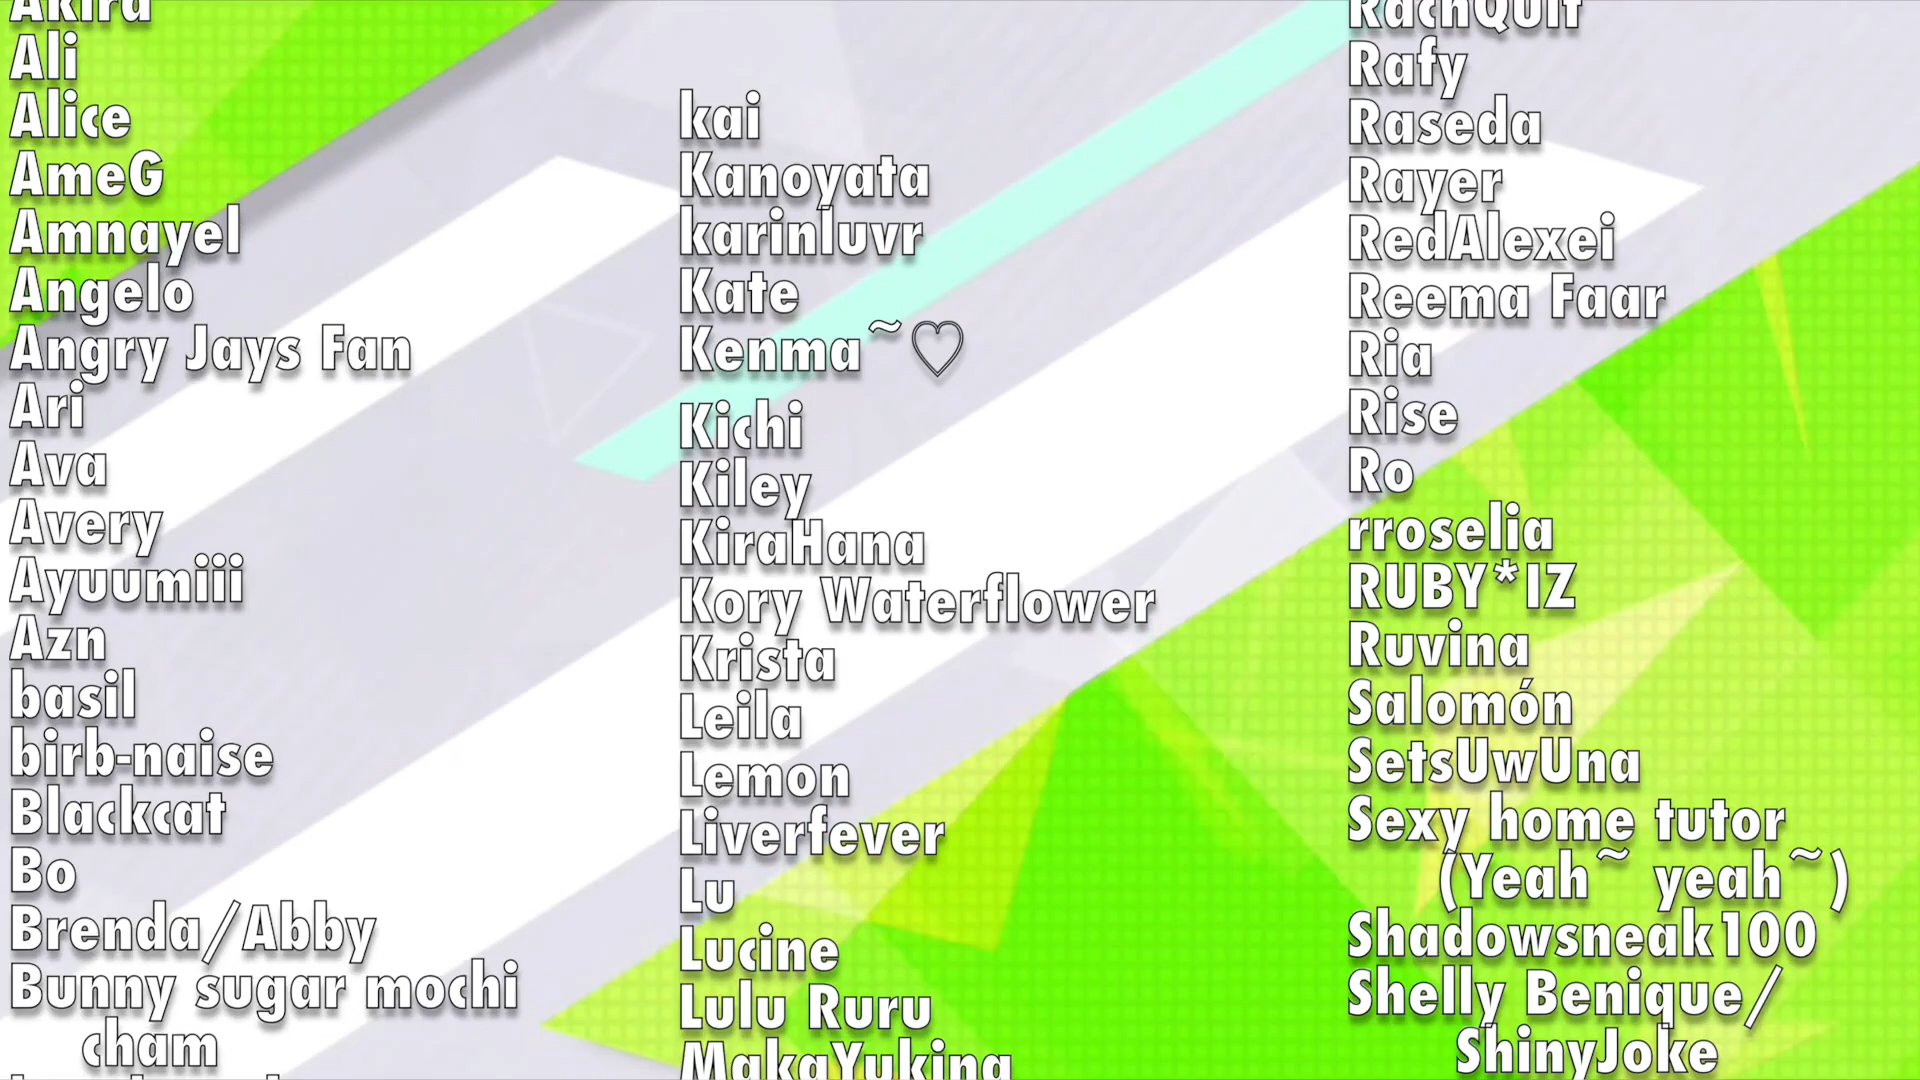 Akira
Ali
Alice
AmeG
Amnayel
Angelo
Angry Jays Fan
Ari
Ava
Avery
Ayuumiii
Azn
basil
birb-naise
Blackcat
Bo
Brenda/Abby
Bunny sugar mochi
cham
kai
Kanoyata
karinluvr
Kate
Kenma~♡
Kichi
Kiley
KiraHana
Kory Waterflower
Krista
Leila
Lemon
Liverfever
Lu
Lucine
Lulu Ruru
MakaYukina
RachQuit
Rafy
Raseda
Rayer
RedAlexei
Reema Faar
Ria
Rise
Ro
rroselia
RUBY*IZ
Ruvina
Salomón
SetsUwUna
Sexy home tutor
(Yeah~ yeah~)
Shadowsneak100
Shelly Benique/
ShinyJoke